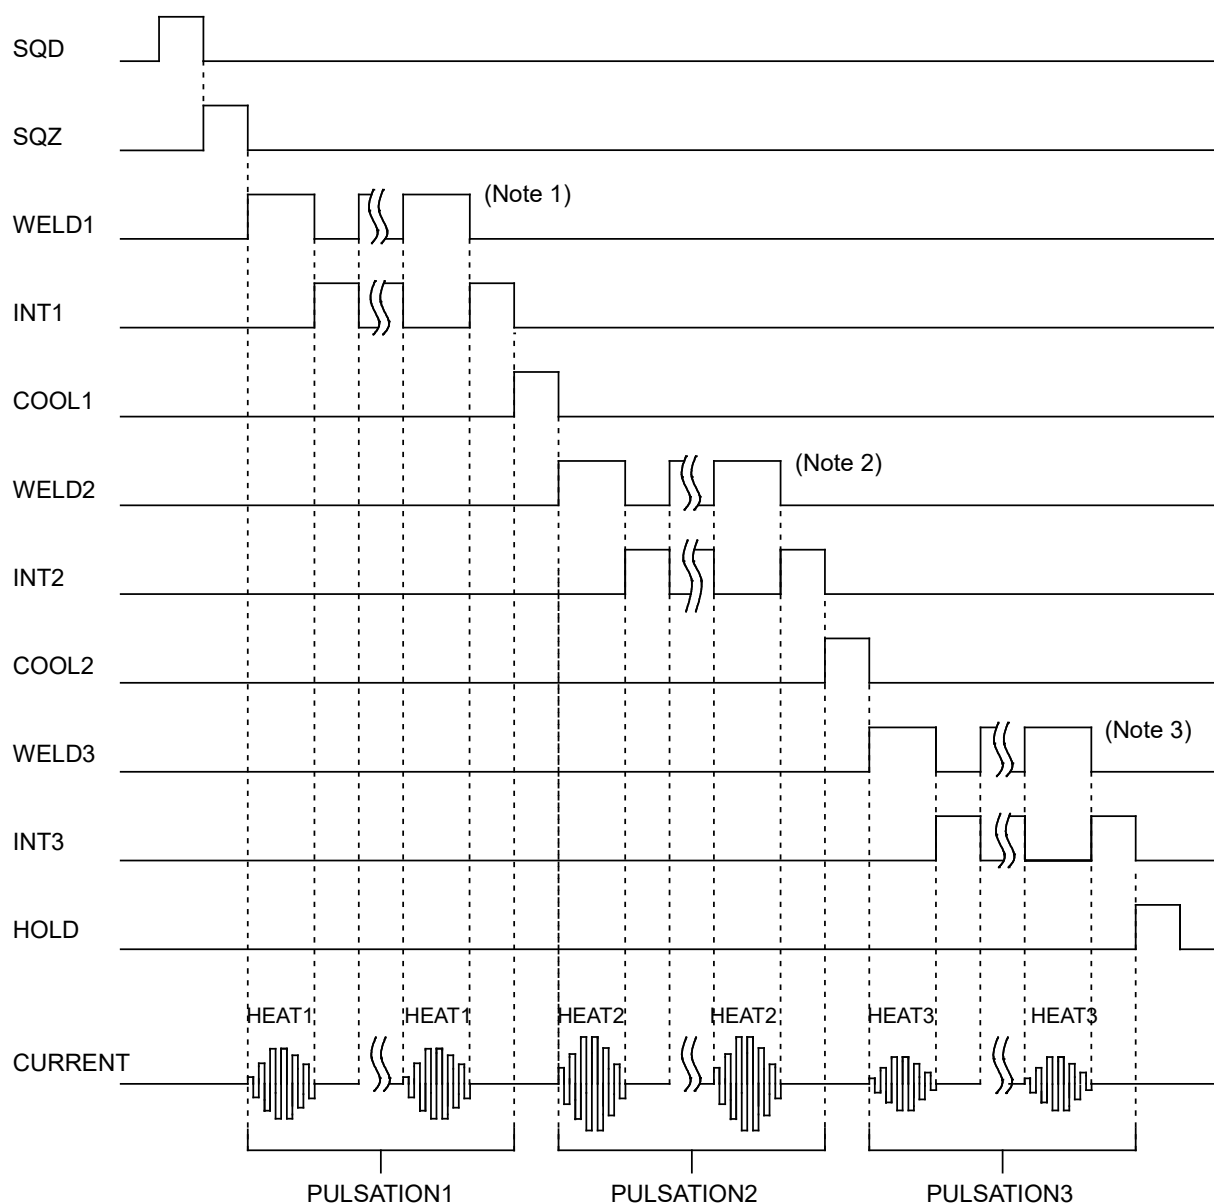 SQD
SQZ
WELD1 (Note 1)
INT1
COOL1
WELD2 (Note 2)
INT2
COOL2
WELD3 (Note 3)
INT3
HOLD
HEAT1 HEAT1 HEAT2 HEAT2 HEAT3 HEAT3
CURRENT
PULSATION1 PULSATION2 PULSATION3